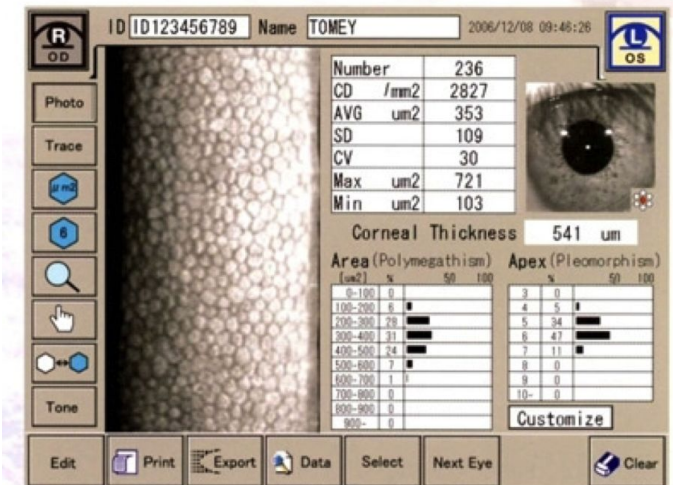 R
OD
ID ID123456789 Name TOMEY 2006/12/08 09:46:26
L
OS
Photo
Trace
μm2
6
Tone
Number 236
CD /mm2 2827
AVG um2 353
SD 109
CV 30
Max um2 721
Min um2 103
Corneal Thickness 541 um
Area(Polymegathism)
[um2] % 50 100
0-100 0
100-200 6
200-300 29
300-400 31
400-500 24
500-600 7
600-700 1
700-800 0
800-900 0
900- 0
Apex(Pleomorphism)
% 50 100
3 0
4 5
5 34
6 47
7 11
8 0
9 0
10- 0
Customize
Edit Print Export Data Select Next Eye Clear